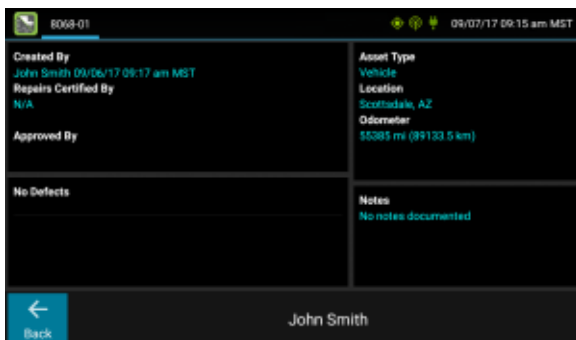 8068-01
09/07/17 09:15 am MST
Created By
John Smith 09/06/17 09:17 am MST
Repairs Certified By
N/A
Approved By
Asset Type
Vehicle
Location
Scottsdale, AZ
Odometer
55385 mi (89133.5 km)
No Defects
Notes
No notes documented
Back
John Smith